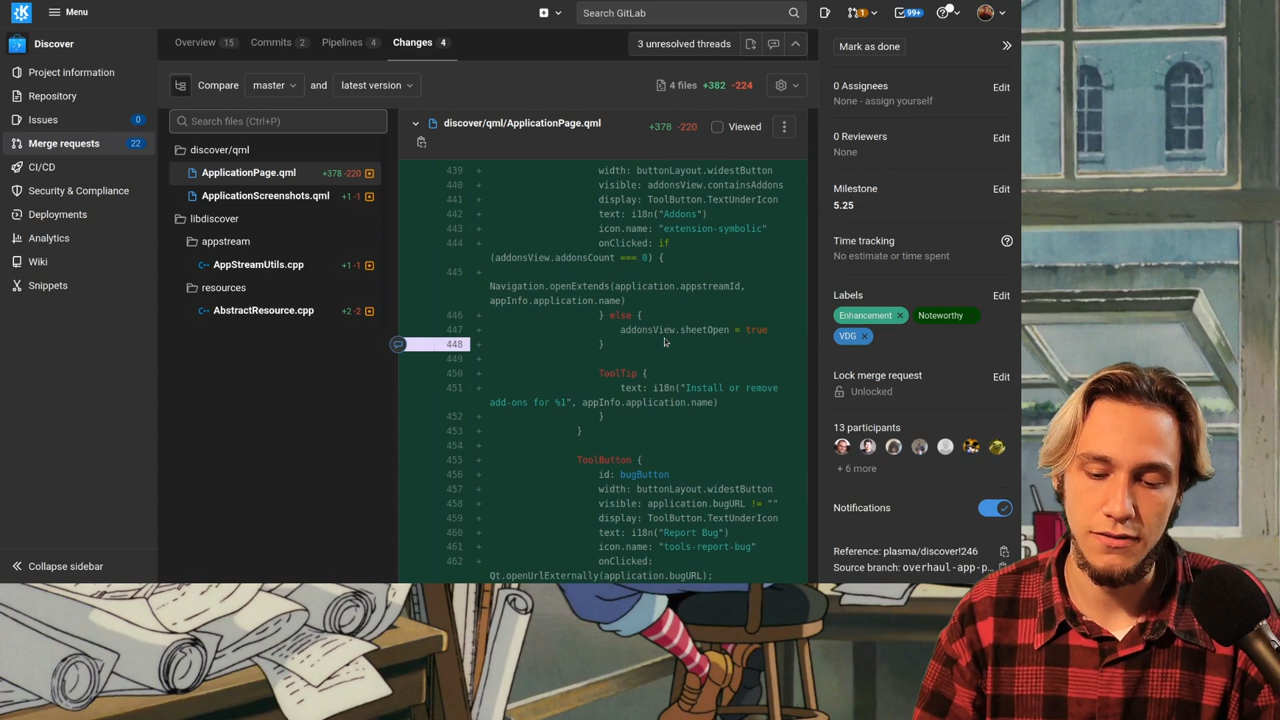 Menu
Search GitLab
1
99+
Discover
Project information
Repository
Issues 0
Merge requests 22
CI/CD
Security & Compliance
Deployments
Analytics
Wiki
Snippets
Collapse sidebar
Overview 15 Commits 2 Pipelines 4 Changes 4
3 unresolved threads
Compare master and latest version
4 files +382 -224
Search files (Ctrl+P)
discover/qml
ApplicationPage.qml +378 -220
ApplicationScreenshots.qml +1 -1
libdiscover
appstream
AppStreamUtils.cpp +1 -1
resources
AbstractResource.cpp +2 -2
discover/qml/ApplicationPage.qml +378 -220 Viewed
439 + width: buttonLayout.widestButton
440 + visible: addonsView.containsAddons
441 + display: ToolButton.TextUnderIcon
442 + text: i18n("Addons")
443 + icon.name: "extension-symbolic"
444 + onClicked: if
(addonsView.addonsCount === 0) {
445 +
Navigation.openExtends(application.appstreamId,
appInfo.application.name)
446 + } else {
447 + addonsView.sheetOpen = true
448 + }
449 +
450 + ToolTip {
451 + text: i18n("Install or remove
add-ons for %1", appInfo.application.name)
452 + }
453 + }
454 +
455 + ToolButton {
456 + id: bugButton
457 + width: buttonLayout.widestButton
458 + visible: application.bugURL != ""
459 + display: ToolButton.TextUnderIcon
460 + text: i18n("Report Bug")
461 + icon.name: "tools-report-bug"
462 + onClicked:
Qt.openUrlExternally(application.bugURL);
Mark as done
0 Assignees Edit
None - assign yourself
0 Reviewers Edit
None
Milestone Edit
5.25
Time tracking
No estimate or time spent
Labels Edit
Enhancement Noteworthy
VDG
Lock merge request Edit
Unlocked
13 participants
+ 6 more
Notifications
Reference: plasma/discover!246
Source branch: overhaul-app-p…